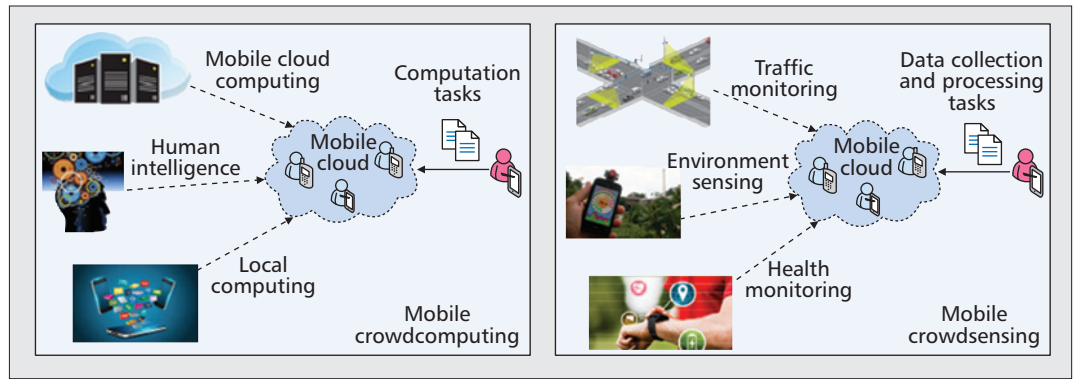 Mobile cloud
computing
Computation
tasks
Human
intelligence
Mobile
cloud
Local
computing
Mobile
crowdcomputing
Traffic
monitoring
Data collection
and processing
tasks
Environment
sensing
Mobile
cloud
Health
monitoring
Mobile
crowdsensing